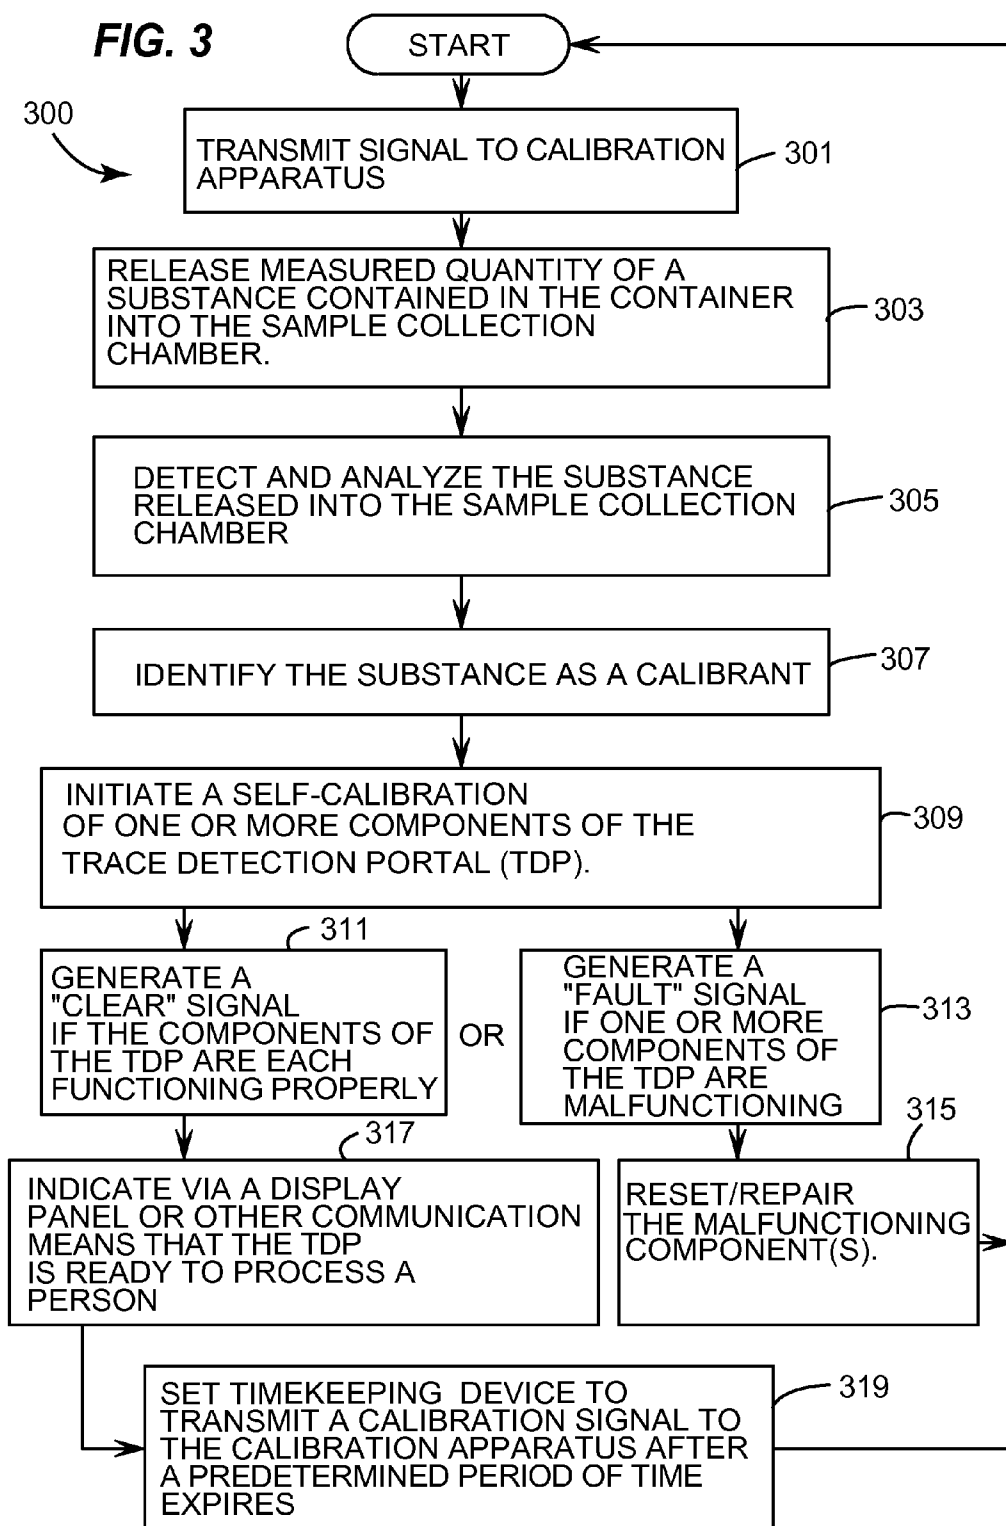 FIG. 3
START
300
TRANSMIT SIGNAL TO CALIBRATION
APPARATUS
301
RELEASE MEASURED QUANTITY OF A
SUBSTANCE CONTAINED IN THE CONTAINER
INTO THE SAMPLE COLLECTION
CHAMBER.
303
DETECT AND ANALYZE THE SUBSTANCE
RELEASED INTO THE SAMPLE COLLECTION
CHAMBER
305
IDENTIFY THE SUBSTANCE AS A CALIBRANT
307
INITIATE A SELF-CALIBRATION
OF ONE OR MORE COMPONENTS OF THE
TRACE DETECTION PORTAL (TDP).
309
311
GENERATE A
"CLEAR" SIGNAL
IF THE COMPONENTS OF
THE TDP ARE EACH
FUNCTIONING PROPERLY
OR
GENERATE A
"FAULT" SIGNAL
IF ONE OR MORE
COMPONENTS OF
THE TDP ARE
MALFUNCTIONING
313
317
INDICATE VIA A DISPLAY
PANEL OR OTHER COMMUNICATION
MEANS THAT THE TDP
IS READY TO PROCESS A
PERSON
315
RESET/REPAIR
THE MALFUNCTIONING
COMPONENT(S).
SET TIMEKEEPING DEVICE TO
TRANSMIT A CALIBRATION SIGNAL TO
THE CALIBRATION APPARATUS AFTER
A PREDETERMINED PERIOD OF TIME
EXPIRES
319